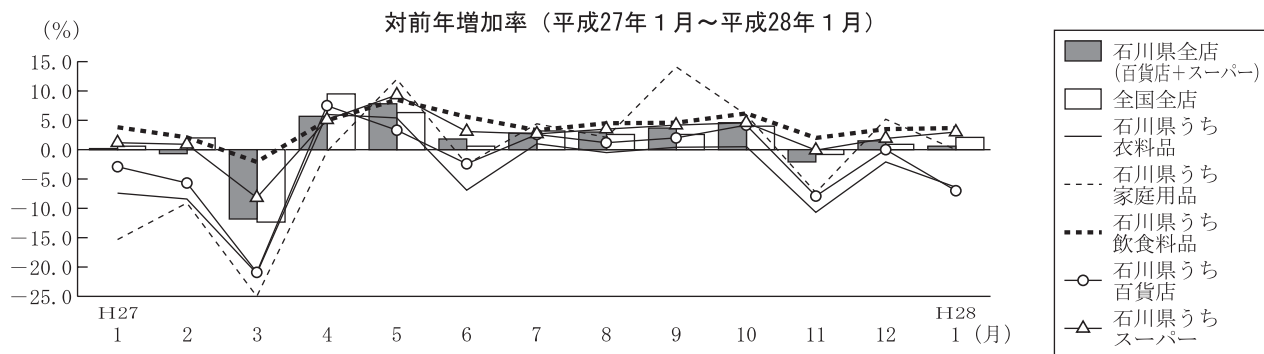 対前年増加率（平成27年１月～平成28年１月）
(％)
15.0
10.0
5.0
0.0
－5.0
－10.0
－15.0
－20.0
－25.0
H27
H28
1 2 3 4 5 6 7 8 9 10 11 12 1 (月)
石川県全店
(百貨店＋スーパー)
全国全店
石川県うち
衣料品
石川県うち
家庭用品
石川県うち
飲食料品
石川県うち
百貨店
石川県うち
スーパー